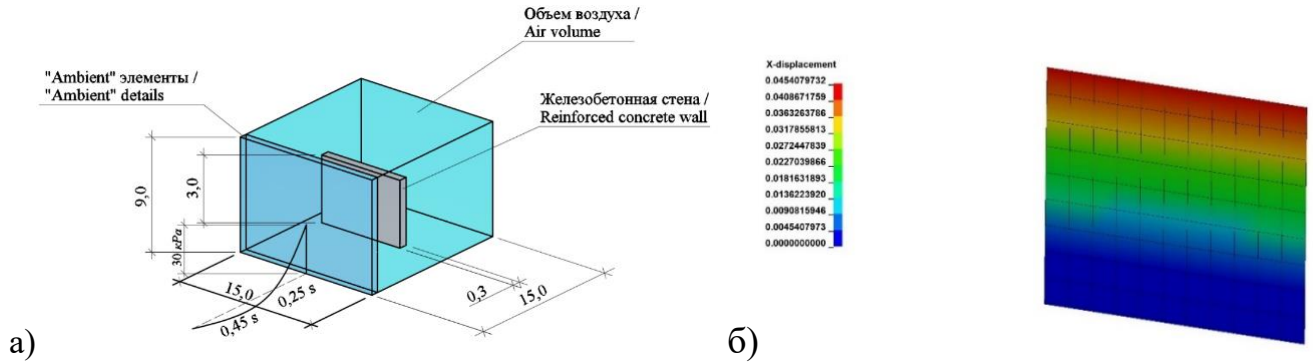 Объем воздуха /
Air volume
"Ambient" элементы /
"Ambient" details
Железобетонная стена /
Reinforced concrete wall
9,0
3,0
30 кРа
15,0
0,25 s
0,45 s
0,3
15,0
а)
X-displacement
0.0454079732
0.0408671759
0.0363263786
0.0317855813
0.0272447839
0.0227039866
0.0181631893
0.0136223920
0.0090815946
0.0045407973
0.0000000000
б)